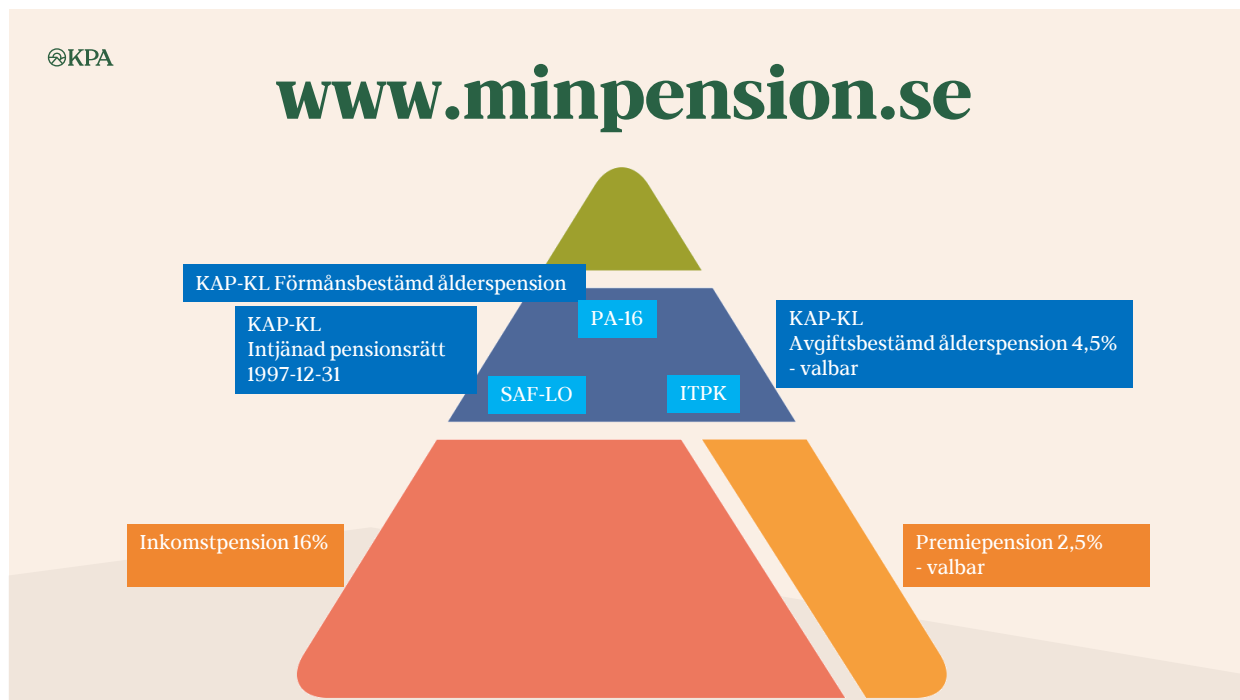 KPA
www.minpension.se
KAP-KL Förmånsbestämd ålderspension
KAP-KL
Intjänad pensionsrätt
1997-12-31
PA-16
SAF-LO
ITPK
KAP-KL
Avgiftsbestämd ålderspension 4,5%
- valbar
Inkomstpension 16%
Premiepension 2,5%
- valbar